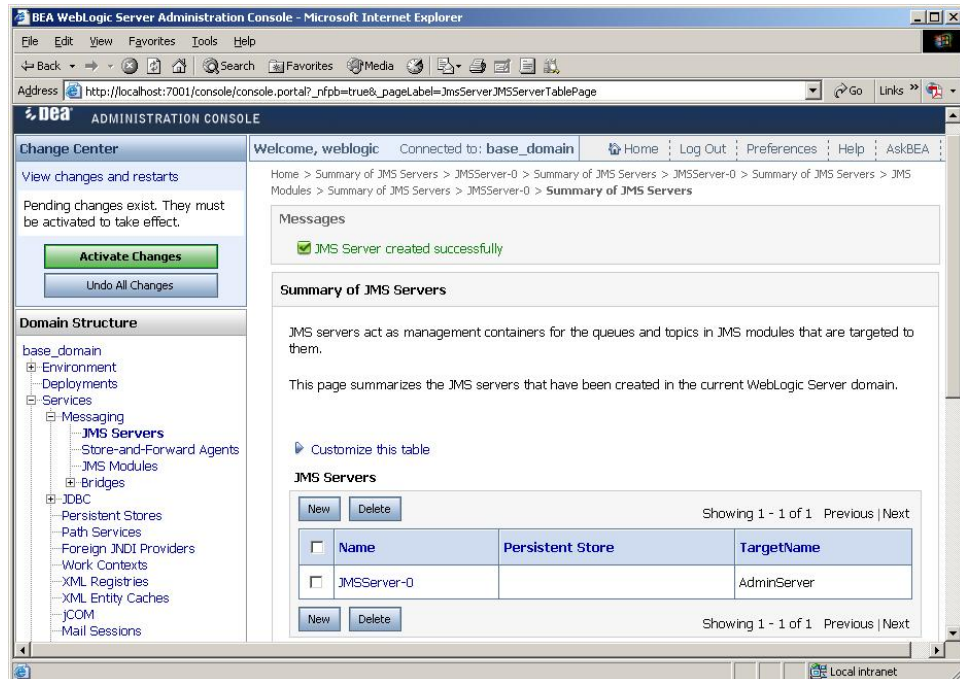 BEA WebLogic Server Administration Console - Microsoft Internet Explorer
File Edit View Favorites Tools Help
Back Search Favorites Media
Address http://localhost:7001/console/console.portal?_nfpb=true&_pageLabel=JmsServerJMSServerTablePage Go Links »
bea ADMINISTRATION CONSOLE
Change Center
View changes and restarts
Pending changes exist. They must
be activated to take effect.
Activate Changes
Undo All Changes
Domain Structure
base_domain
Environment
Deployments
Services
Messaging
JMS Servers
Store-and-Forward Agents
JMS Modules
Bridges
JDBC
Persistent Stores
Path Services
Foreign JNDI Providers
Work Contexts
XML Registries
XML Entity Caches
jCOM
Mail Sessions
Welcome, weblogic Connected to: base_domain Home Log Out Preferences Help AskBEA
Home > Summary of JMS Servers > JMSServer-0 > Summary of JMS Servers > JMSServer-0 > Summary of JMS Servers > JMS
Modules > Summary of JMS Servers > JMSServer-0 > Summary of JMS Servers
Messages
JMS Server created successfully
Summary of JMS Servers
JMS servers act as management containers for the queues and topics in JMS modules that are targeted to
them.
This page summarizes the JMS servers that have been created in the current WebLogic Server domain.
Customize this table
JMS Servers
New Delete Showing 1 - 1 of 1 Previous | Next
Name Persistent Store TargetName
JMSServer-0 AdminServer
New Delete Showing 1 - 1 of 1 Previous | Next
Local intranet